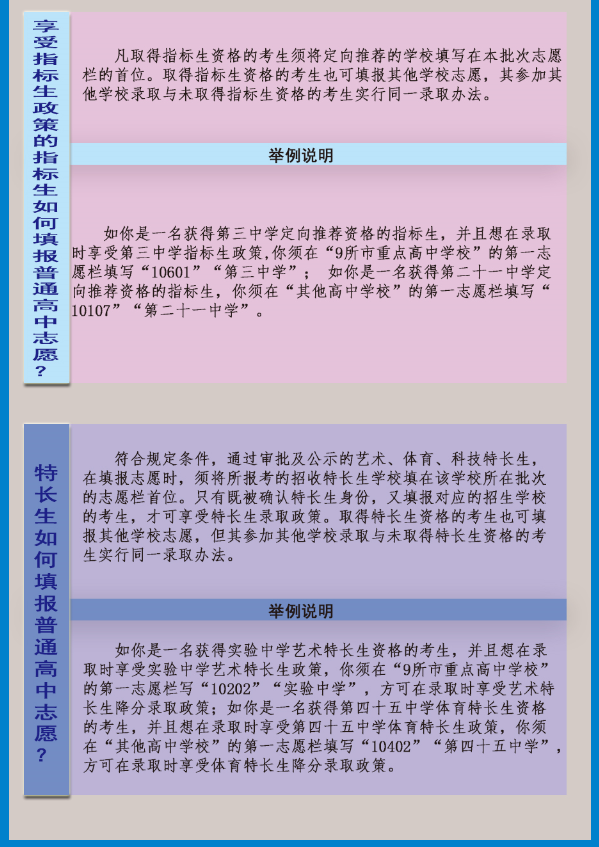 享受指标生政策的指标生如何填报普通高中志愿？
凡取得指标生资格的考生须将定向推荐的学校填写在本批次志愿
栏的首位。取得指标生资格的考生也可填报其他学校志愿，其参加其
他学校录取与未取得指标生资格的考生实行同一录取办法。
举例说明
如你是一名获得第三中学定向推荐资格的指标生，并且想在录取
时享受第三中学指标生政策,你须在“9所市重点高中学校”的第一志
愿栏填写“10601”“第三中学”； 如你是一名获得第二十一中学定
向推荐资格的指标生，你须在“其他高中学校”的第一志愿栏填写“
10107”“第二十一中学”。
特长生如何填报普通高中志愿？
符合规定条件，通过审批及公示的艺术、体育、科技特长生，
在填报志愿时，须将所报考的招收特长生学校填在该学校所在批次
的志愿栏首位。只有既被确认特长生身份，又填报对应的招生学校
的考生，才可享受特长生录取政策。取得特长生资格的考生也可填
报其他学校志愿，但其参加其他学校录取与未取得特长生资格的考
生实行同一录取办法。
举例说明
如你是一名获得实验中学艺术特长生资格的考生，并且想在录
取时享受实验中学艺术特长生政策，你须在“9所市重点高中学校”
的第一志愿栏写“10202”“实验中学”，方可在录取时享受艺术特
长生降分录取政策；如你是一名获得第四十五中学体育特长生资格
的考生，并且想在录取时享受第四十五中学体育特长生政策，你须
在“其他高中学校”的第一志愿栏填写“10402”“第四十五中学”，
方可在录取时享受体育特长生降分录取政策。